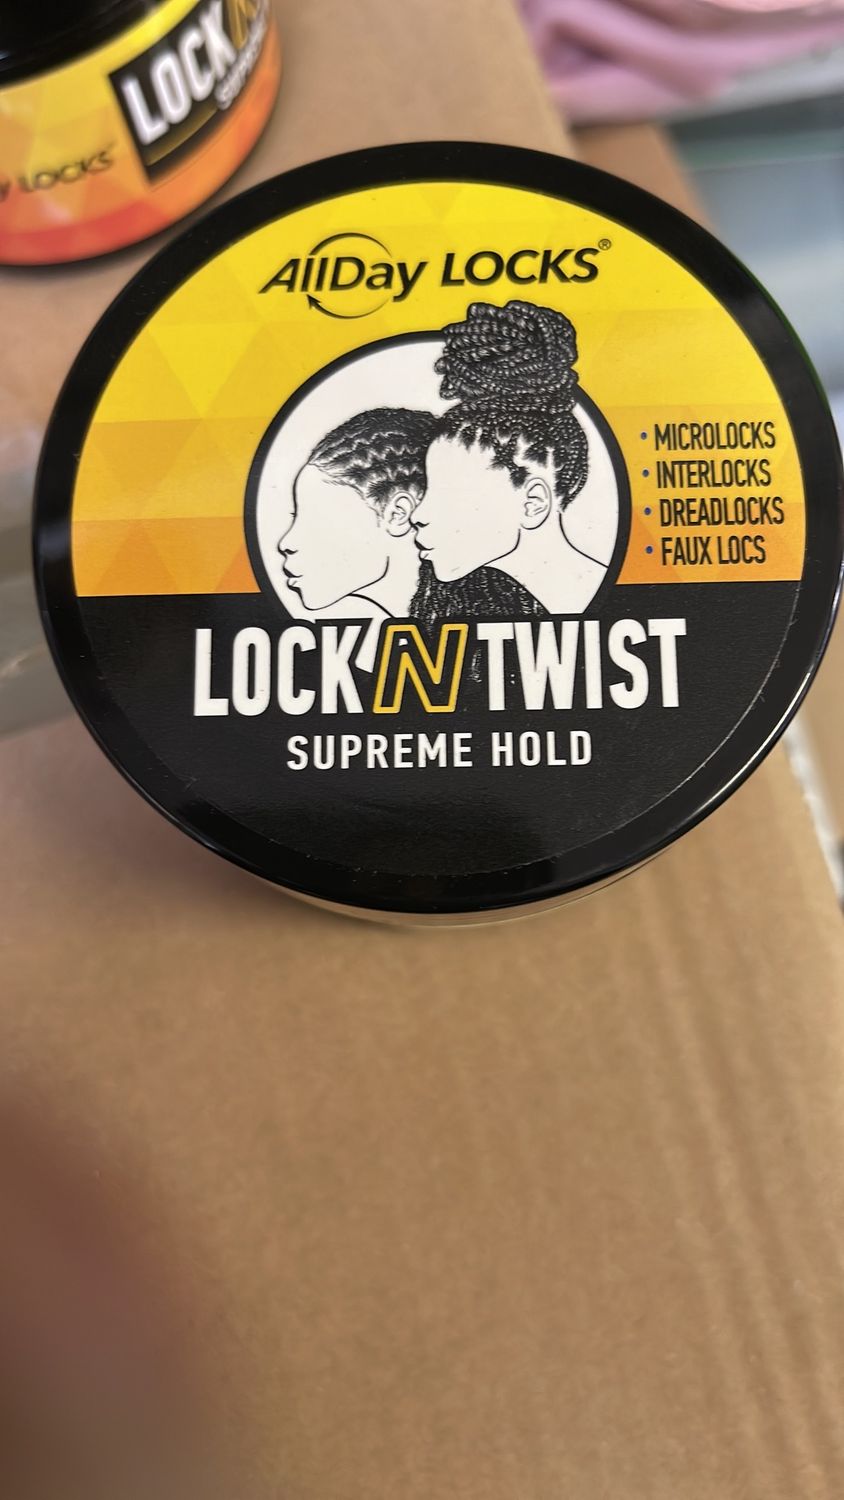 LOCK
LOCKS
AllDay LOCKS®
• MICROLOCKS
• INTERLOCKS
• DREADLOCKS
• FAUX LOCS
LOCK N TWIST
SUPREME HOLD